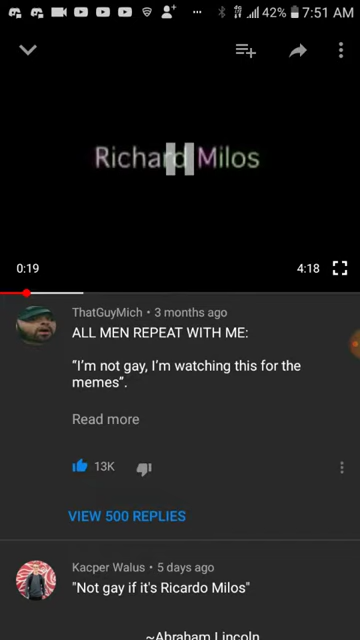 42% 7:51 AM
Richard Milos
0:19 4:18
ThatGuyMich • 3 months ago
ALL MEN REPEAT WITH ME:
“I'm not gay, I'm watching this for the
memes”.
Read more
13K
VIEW 500 REPLIES
Kacper Walus • 5 days ago
"Not gay if it's Ricardo Milos"
~Abraham Lincoln